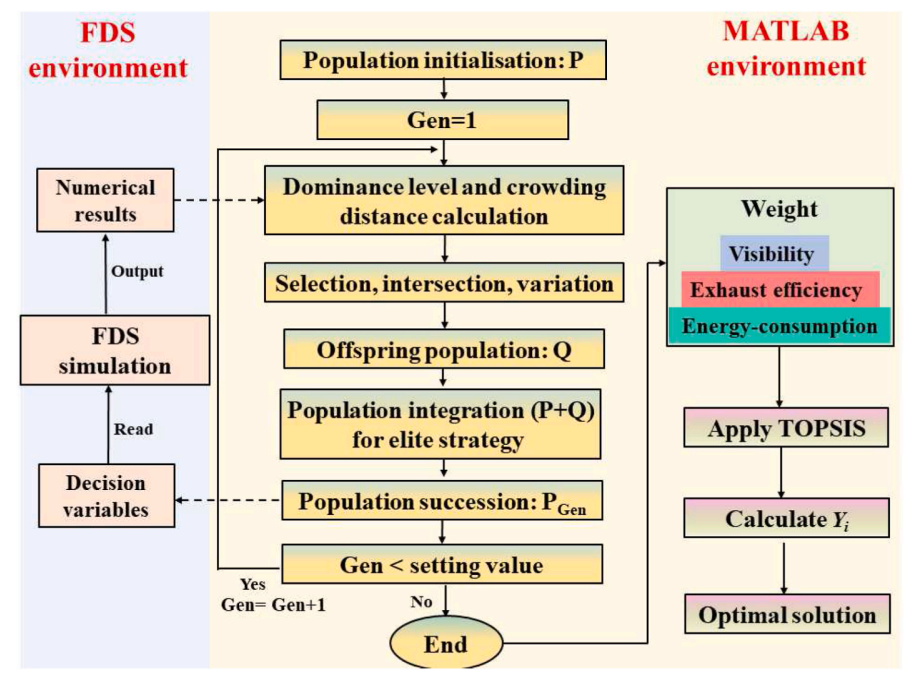 FDS
environment
MATLAB
environment
Population initialisation: P
Gen=1
Numerical
results
Dominance level and crowding
distance calculation
Weight
Visibility
Exhaust efficiency
Energy-consumption
Output
Selection, intersection, variation
FDS
simulation
Offspring population: Q
Population integration (P+Q)
for elite strategy
Apply TOPSIS
Read
Decision
variables
Population succession: P_Gen
Calculate Y_i
Gen < setting value
Yes
Gen= Gen+1
No
End
Optimal solution